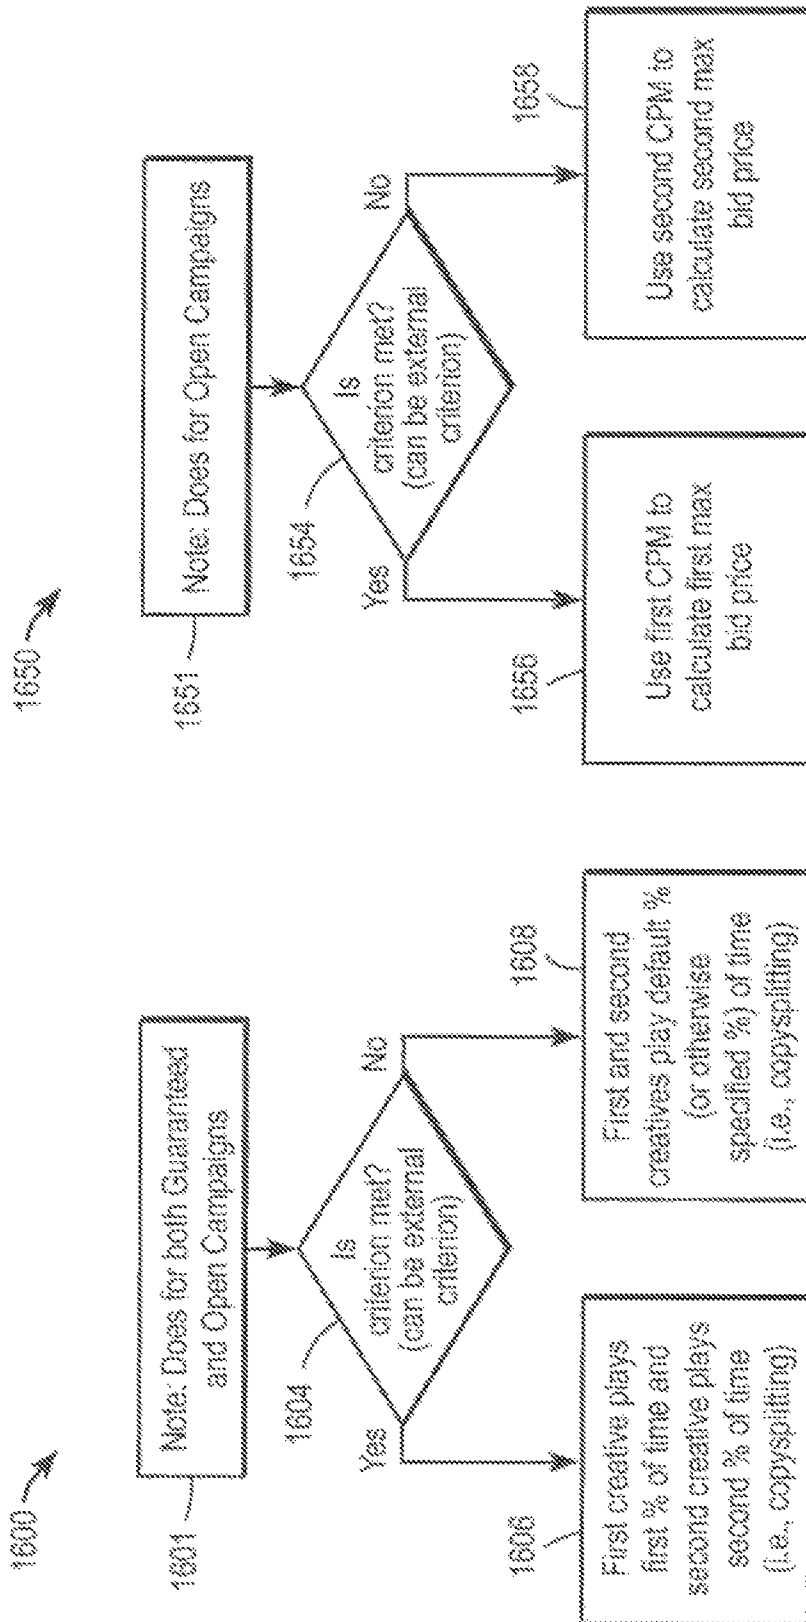 1600
1601
Note: Does for both Guaranteed
and Open Campaigns
1604
Is
criterion met?
(can be external
criterion)
Yes
No
1606
First creative plays
first % of time and
second creative plays
second % of time
(i.e., copysplitting)
1608
First and second
creatives play default %
(or otherwise
specified %) of time
(i.e., copysplitting)
1650
1651
Note: Does for Open Campaigns
1654
Is
criterion met?
(can be external
criterion)
Yes
No
1656
Use first CPM to
calculate first max
bid price
1658
Use second CPM to
calculate second max
bid price